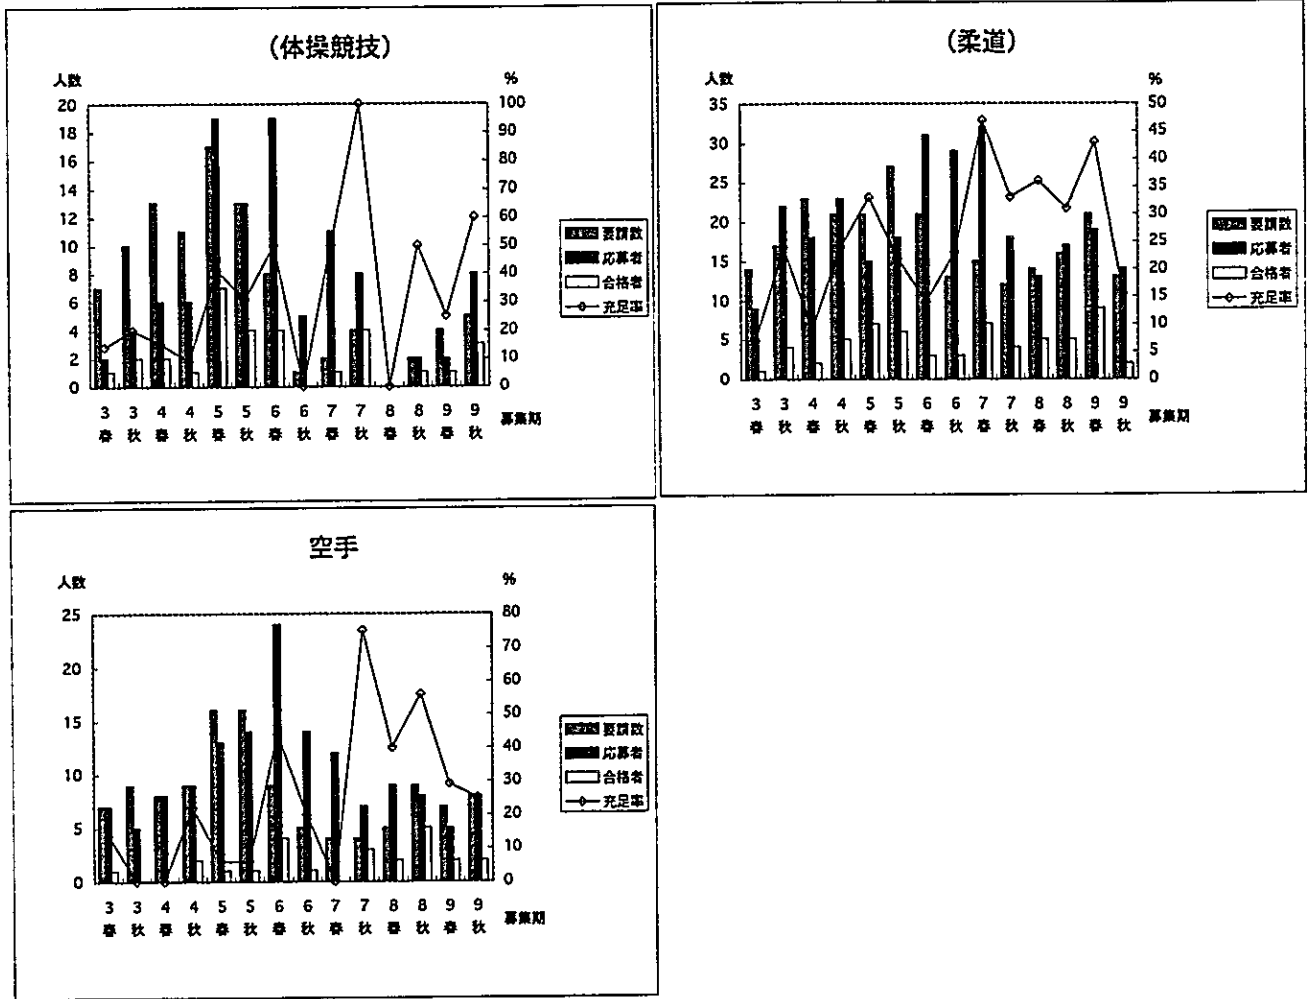 (体操競技)
人数
%
20
18
16
14
12
10
8
6
4
2
0
100
90
80
70
60
50
40
30
20
10
0
要請数
応募者
合格者
充足率
3 3 4 4 5 5 6 6 7 7 8 8 9 9
春 秋 春 秋 春 秋 春 秋 春 秋 春 秋 春 秋
募集期
(柔道)
人数
%
35
30
25
20
15
10
5
0
50
45
40
35
30
25
20
15
10
5
0
要請数
応募者
合格者
充足率
3 3 4 4 5 5 6 6 7 7 8 8 9 9
春 秋 春 秋 春 秋 春 秋 春 秋 春 秋 春 秋
募集期
空手
人数
%
25
20
15
10
5
0
80
70
60
50
40
30
20
10
0
要請数
応募者
合格者
充足率
3 3 4 4 5 5 6 6 7 7 8 8 9 9
春 秋 春 秋 春 秋 春 秋 春 秋 春 秋 春 秋
募集期